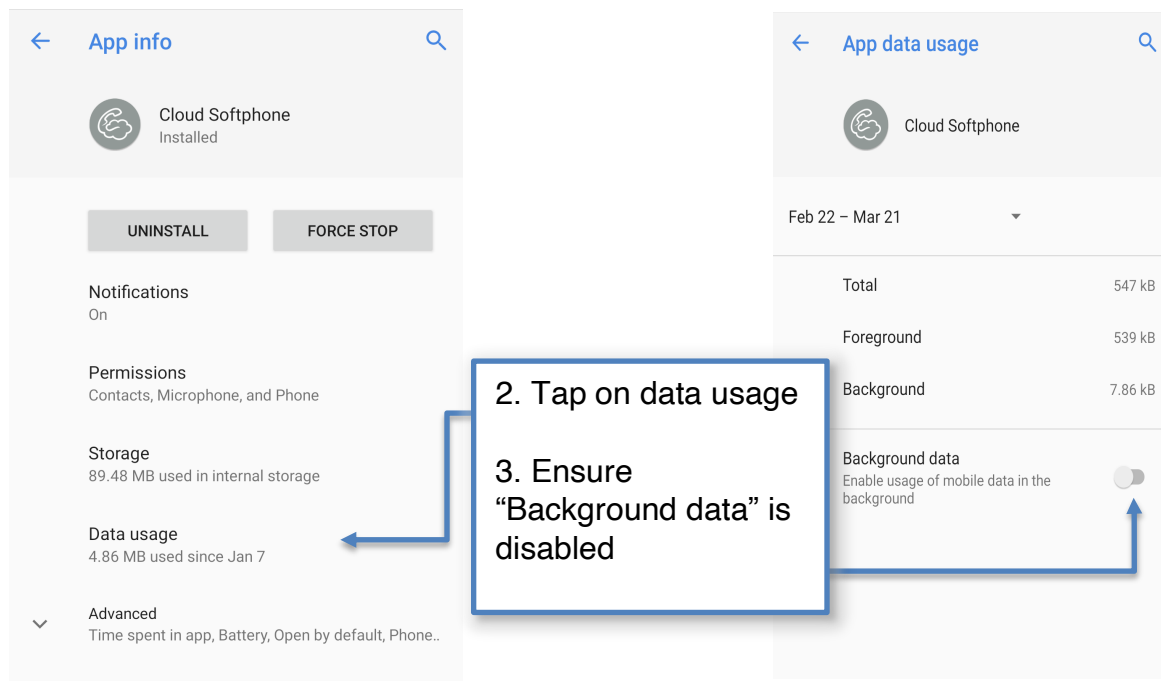 App info
Cloud Softphone
Installed
UNINSTALL
FORCE STOP
Notifications
On
Permissions
Contacts, Microphone, and Phone
Storage
89.48 MB used in internal storage
Data usage
4.86 MB used since Jan 7
Advanced
Time spent in app, Battery, Open by default, Phone..
2. Tap on data usage
3. Ensure
“Background data” is
disabled
App data usage
Cloud Softphone
Feb 22 – Mar 21
Total 547 kB
Foreground 539 kB
Background 7.86 kB
Background data
Enable usage of mobile data in the
background